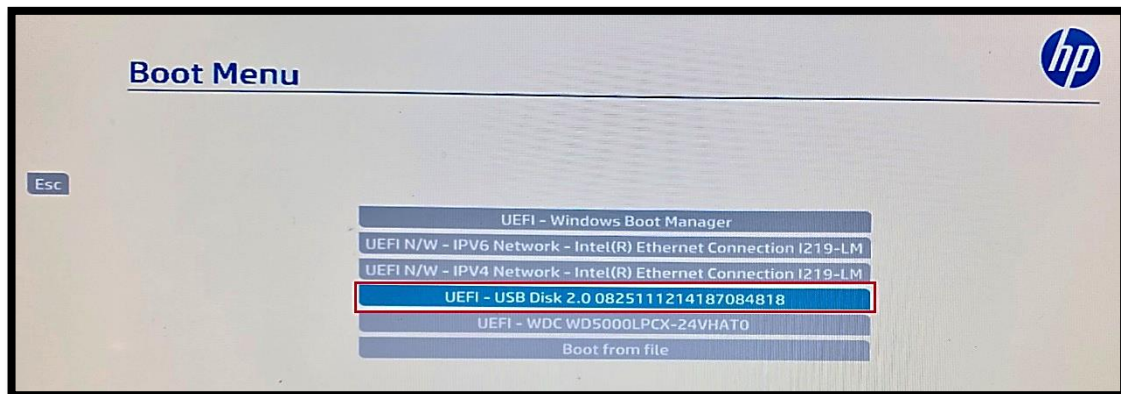 hp
Boot Menu
Esc
UEFI - Windows Boot Manager
UEFI N/W - IPV6 Network - Intel(R) Ethernet Connection I219-LM
UEFI N/W - IPV4 Network - Intel(R) Ethernet Connection I219-LM
UEFI - USB Disk 2.0 0825111214187084818
UEFI - WDC WD5000LPCX-24VHAT0
Boot from file